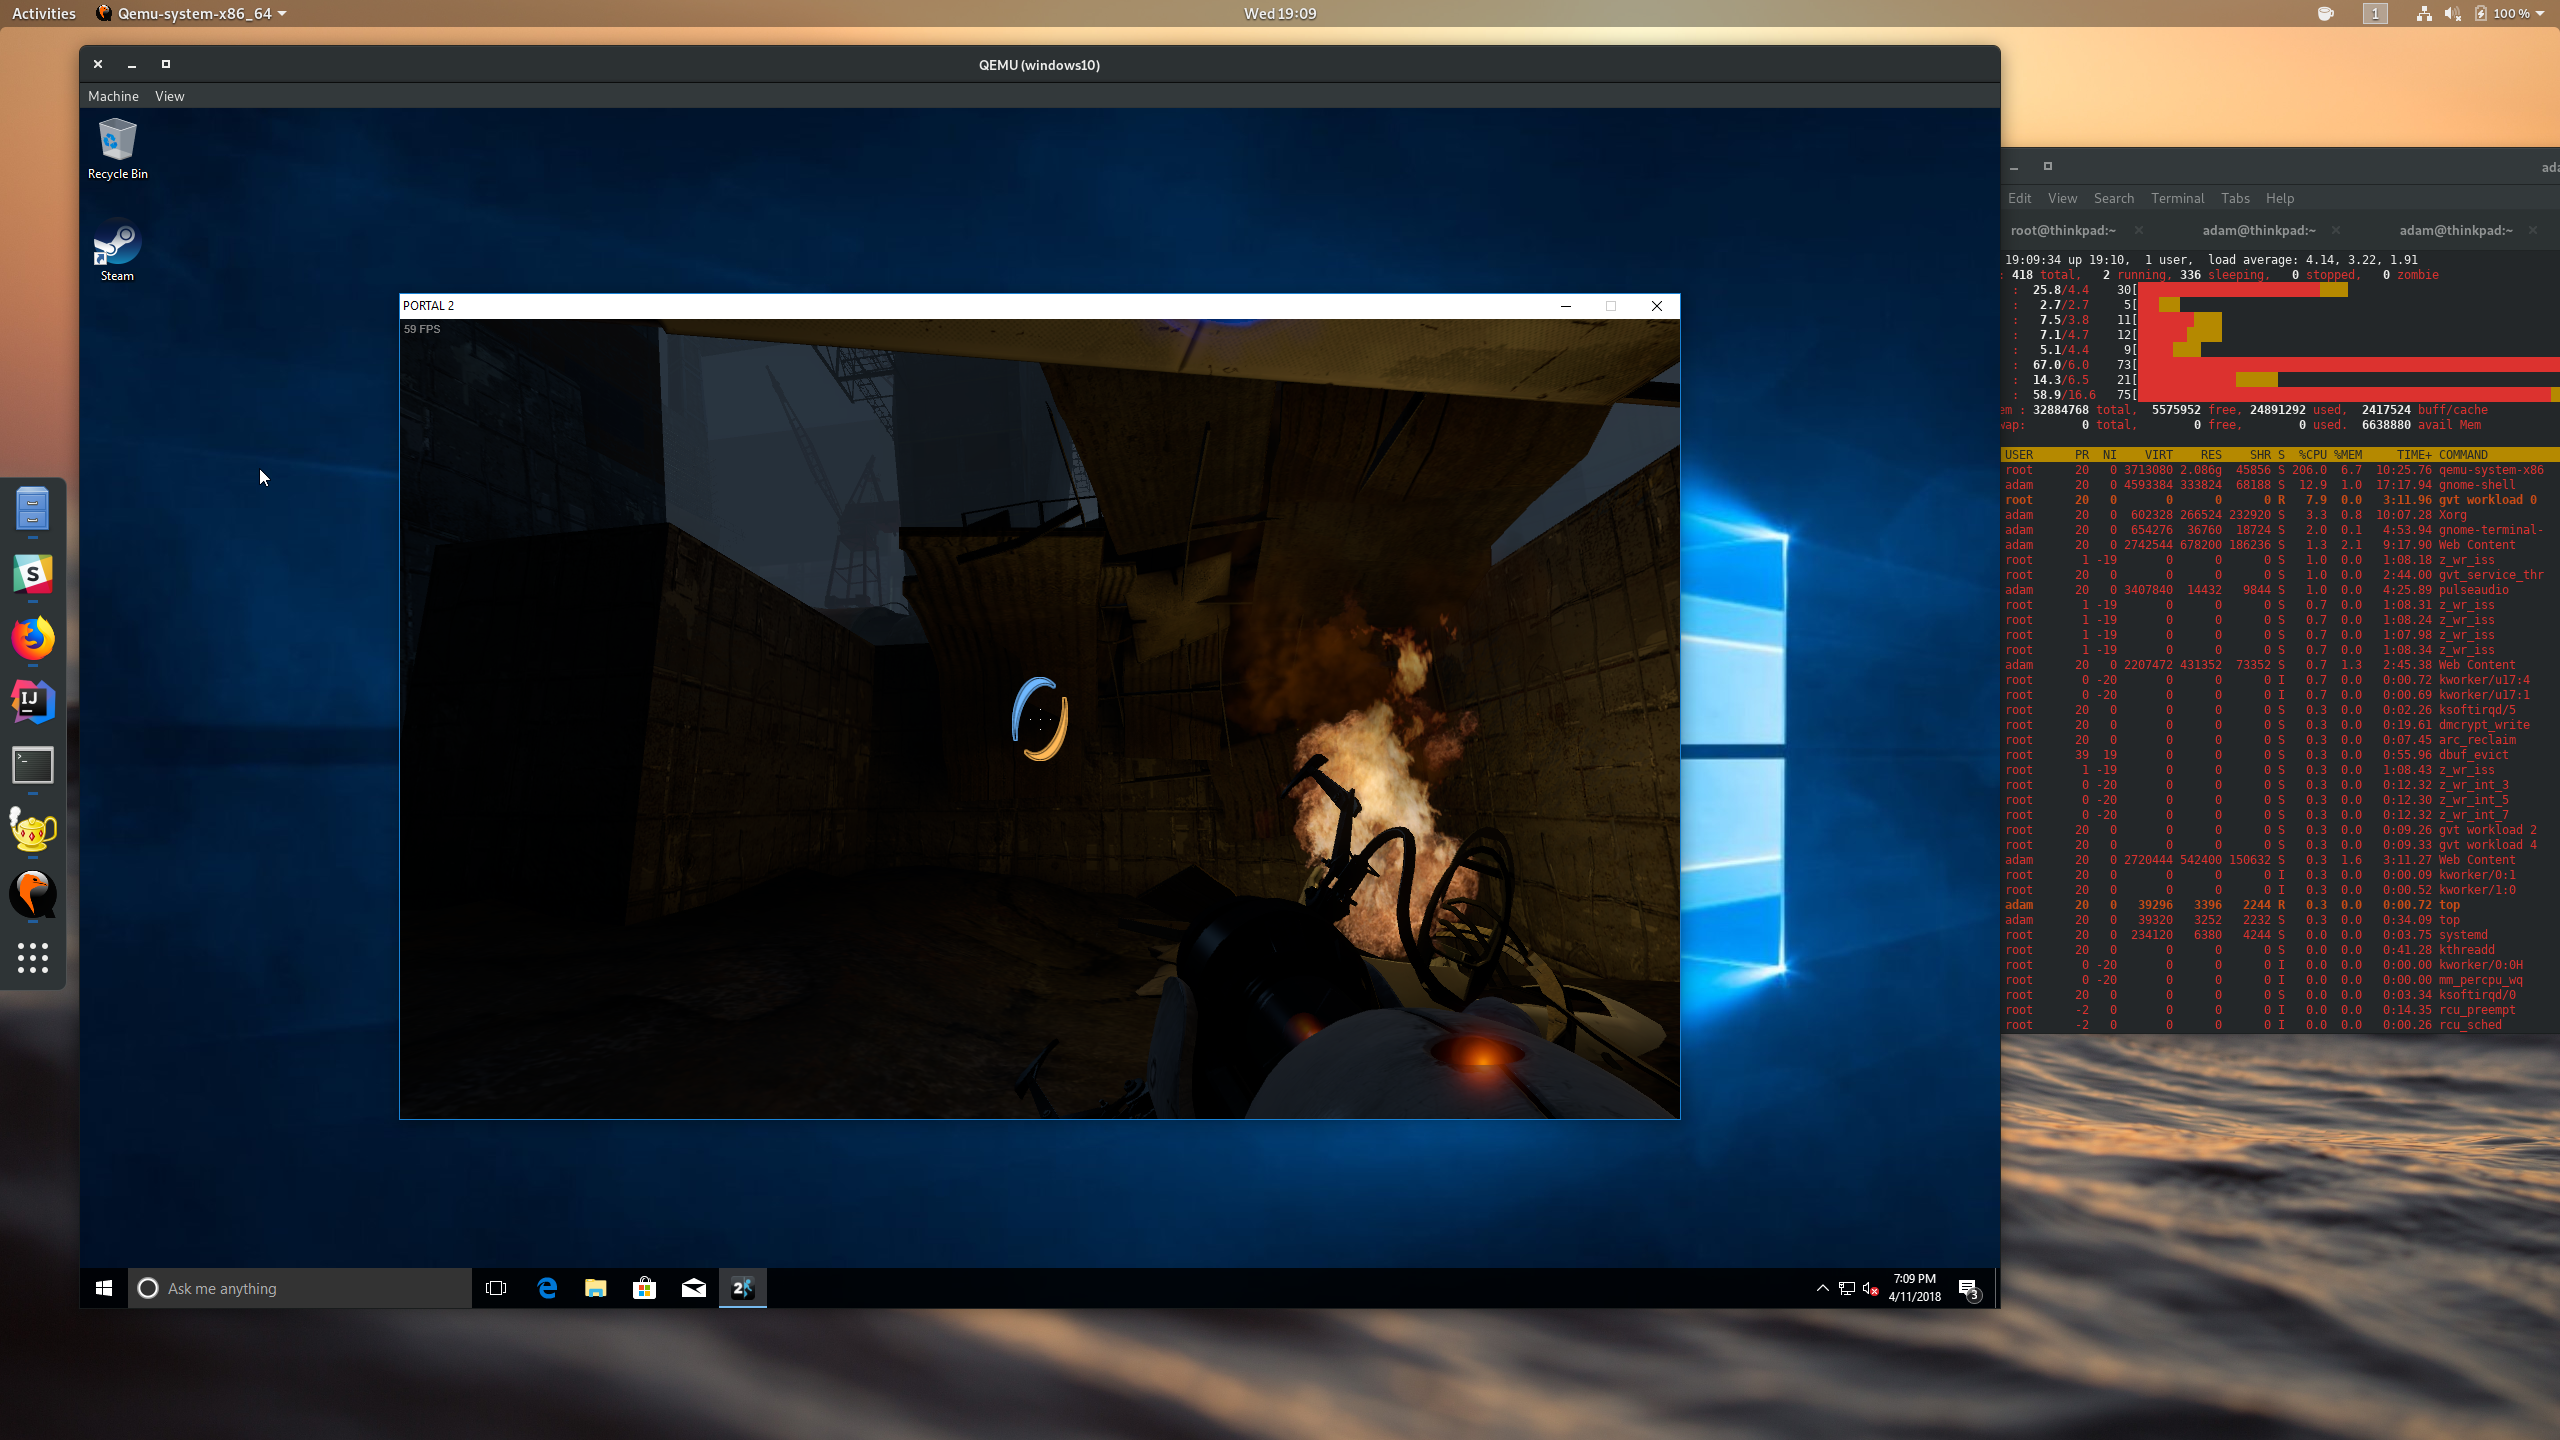 Activities Qemu-system-x86_64 Wed 19:09 1 100 %
QEMU (windows10)
Machine View
Recycle Bin
Steam
PORTAL 2
59 FPS
Edit View Search Terminal Tabs Help
root@thinkpad:~ adam@thinkpad:~ adam@thinkpad:~
19:09:34 up 19:10, 1 user, load average: 4.14, 3.22, 1.91
: 418 total, 2 running, 336 sleeping, 0 stopped, 0 zombie
: 25.8/4.4 30[
: 2.7/2.7 5[
: 7.5/3.8 11[
: 7.1/4.7 12[
: 5.1/4.4 9[
: 67.0/6.0 73[
: 14.3/6.5 21[
: 58.9/16.6 75[
em : 32884768 total, 5575952 free, 24891292 used, 2417524 buff/cache
wap: 0 total, 0 free, 0 used. 6638880 avail Mem
USER PR NI VIRT RES SHR S %CPU %MEM TIME+ COMMAND
root 20 0 3713080 2.086g 45856 S 206.0 6.7 10:25.76 qemu-system-x86
adam 20 0 4593384 333824 68188 S 12.9 1.0 17:17.94 gnome-shell
root 20 0 0 0 0 R 7.9 0.0 3:11.96 gvt workload 0
adam 20 0 602328 266524 232920 S 3.3 0.8 10:07.28 Xorg
adam 20 0 654276 36760 18724 S 2.0 0.1 4:53.94 gnome-terminal-
adam 20 0 2742544 678200 186236 S 1.3 2.1 9:17.90 Web Content
root 1 -19 0 0 0 S 1.0 0.0 1:08.18 z_wr_iss
root 20 0 0 0 0 S 1.0 0.0 2:44.00 gvt_service_thr
adam 20 0 3407840 14432 9844 S 1.0 0.0 4:25.89 pulseaudio
root 1 -19 0 0 0 S 0.7 0.0 1:08.31 z_wr_iss
root 1 -19 0 0 0 S 0.7 0.0 1:08.24 z_wr_iss
root 1 -19 0 0 0 S 0.7 0.0 1:07.98 z_wr_iss
root 1 -19 0 0 0 S 0.7 0.0 1:08.34 z_wr_iss
adam 20 0 2207472 431352 73352 S 0.7 1.3 2:45.38 Web Content
root 0 -20 0 0 0 I 0.7 0.0 0:00.72 kworker/u17:4
root 0 -20 0 0 0 I 0.7 0.0 0:00.69 kworker/u17:1
root 20 0 0 0 0 S 0.3 0.0 0:02.26 ksoftirqd/5
root 20 0 0 0 0 S 0.3 0.0 0:19.61 dmcrypt_write
root 20 0 0 0 0 S 0.3 0.0 0:07.45 arc_reclaim
root 39 19 0 0 0 S 0.3 0.0 0:55.96 dbuf_evict
root 1 -19 0 0 0 S 0.3 0.0 1:08.43 z_wr_iss
root 0 -20 0 0 0 S 0.3 0.0 0:12.32 z_wr_int_3
root 0 -20 0 0 0 S 0.3 0.0 0:12.30 z_wr_int_5
root 0 -20 0 0 0 S 0.3 0.0 0:12.32 z_wr_int_7
root 20 0 0 0 0 S 0.3 0.0 0:09.26 gvt workload 2
root 20 0 0 0 0 S 0.3 0.0 0:09.33 gvt workload 4
adam 20 0 2720444 542400 150632 S 0.3 1.6 3:11.27 Web Content
root 20 0 0 0 0 I 0.3 0.0 0:00.09 kworker/0:1
root 20 0 0 0 0 I 0.3 0.0 0:00.52 kworker/1:0
adam 20 0 39296 3396 2244 R 0.3 0.0 0:00.72 top
adam 20 0 39320 3252 2232 S 0.3 0.0 0:34.09 top
root 20 0 234120 6380 4244 S 0.0 0.0 0:03.75 systemd
root 20 0 0 0 0 S 0.0 0.0 0:41.28 kthreadd
root 0 -20 0 0 0 I 0.0 0.0 0:00.00 kworker/0:0H
root 0 -20 0 0 0 I 0.0 0.0 0:00.00 mm_percpu_wq
root 20 0 0 0 0 S 0.0 0.0 0:03.34 ksoftirqd/0
root -2 0 0 0 0 I 0.0 0.0 0:14.35 rcu_preempt
root -2 0 0 0 0 I 0.0 0.0 0:00.26 rcu_sched
Ask me anything
7:09 PM
4/11/2018
3